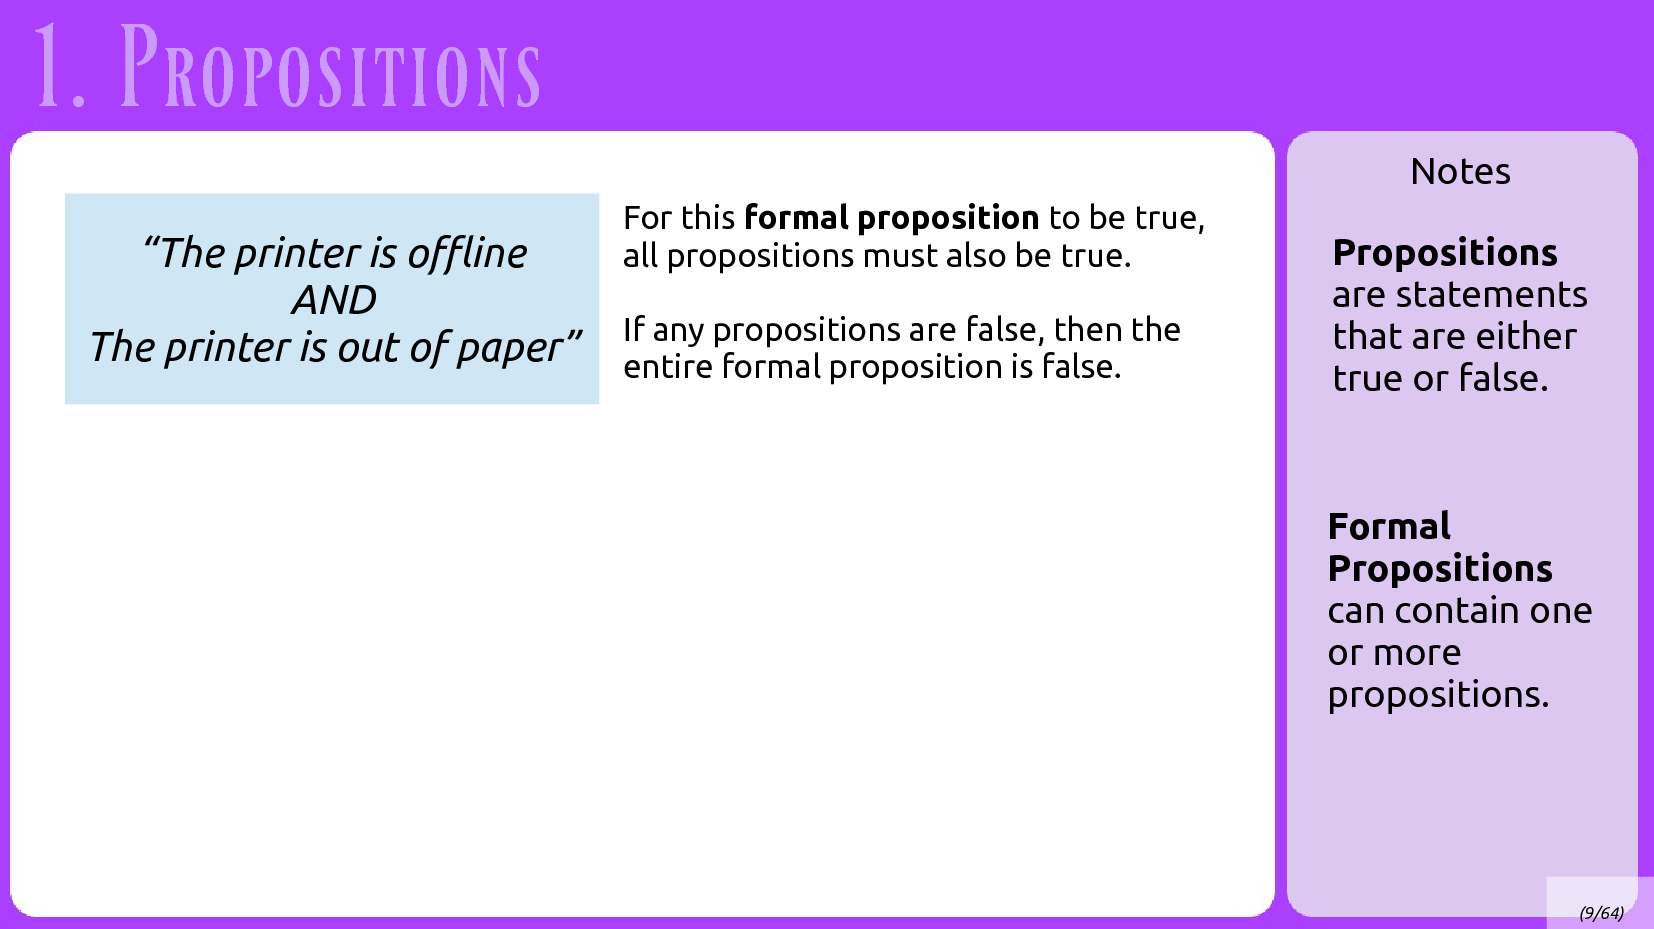 1. Propositions
“The printer is offline
AND
The printer is out of paper”
For this formal proposition to be true,
all propositions must also be true.
If any propositions are false, then the
entire formal proposition is false.
Notes
Propositions
are statements
that are either
true or false.
Formal
Propositions
can contain one
or more
propositions.
(9/64)